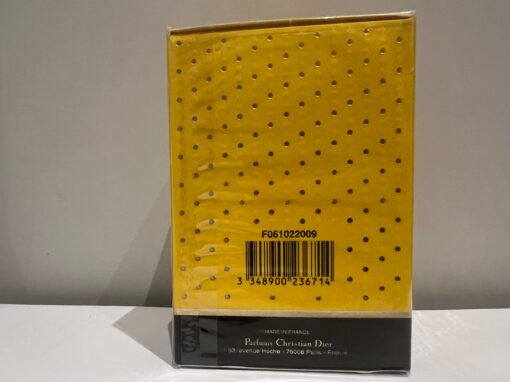 F061022009
3 348900 236714
MADE IN FRANCE
Parfums Christian Dior
avenue Hoche - 75008 Paris - France